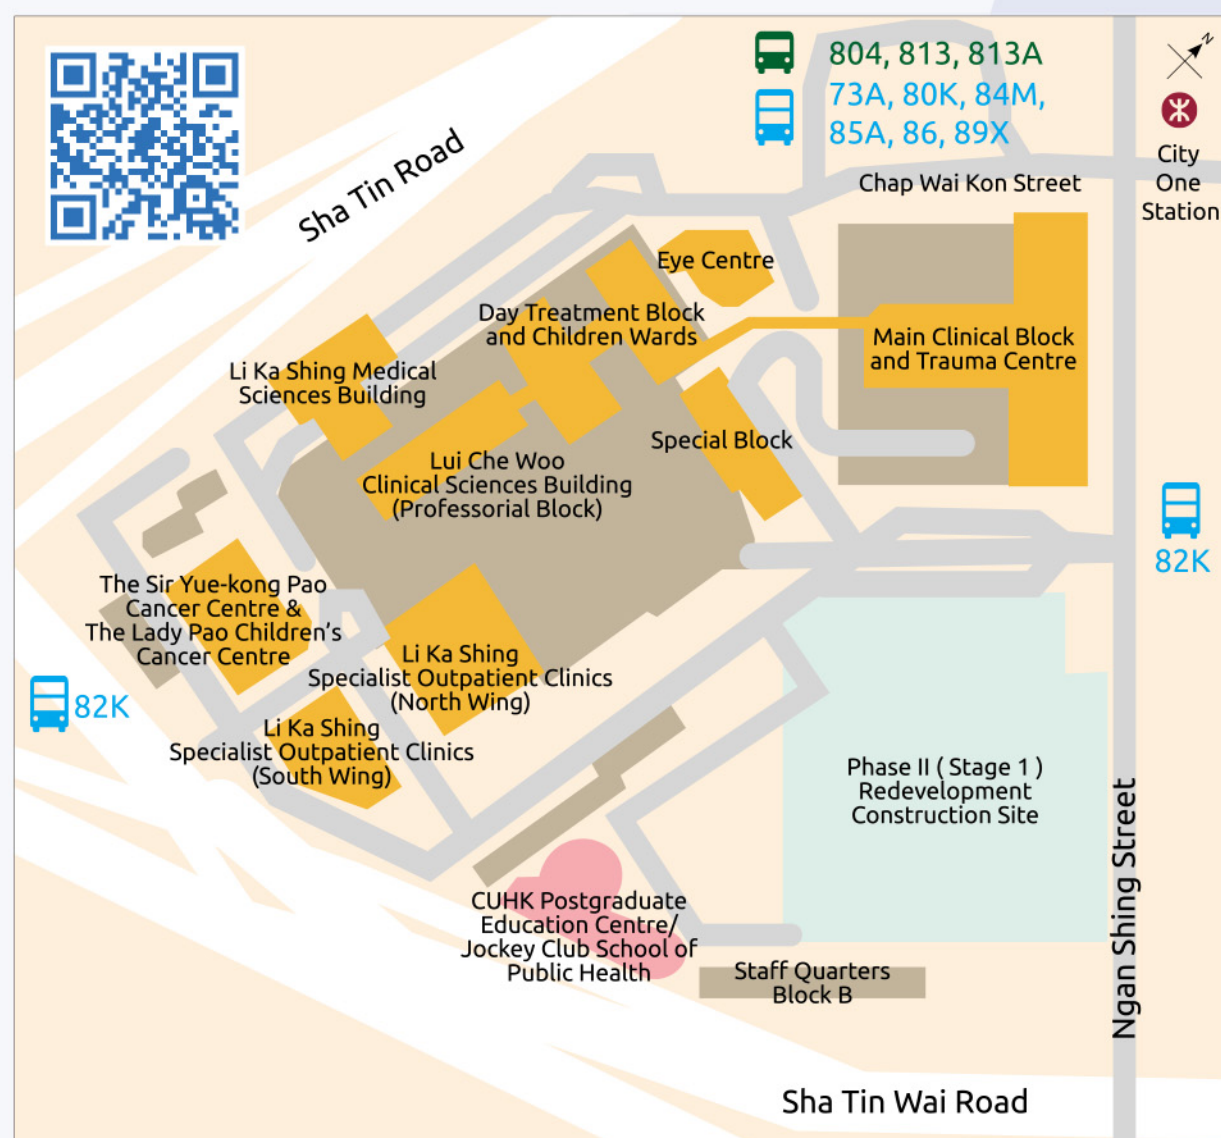 804, 813, 813A
73A, 80K, 84M,
85A, 86, 89X
N
City
One
Station
Sha Tin Road
Chap Wai Kon Street
Eye Centre
Day Treatment Block
and Children Wards
Main Clinical Block
and Trauma Centre
Li Ka Shing Medical
Sciences Building
Special Block
Lui Che Woo
Clinical Sciences Building
(Professorial Block)
82K
The Sir Yue-kong Pao
Cancer Centre &
The Lady Pao Children’s
Cancer Centre
Li Ka Shing
Specialist Outpatient Clinics
(North Wing)
82K
Li Ka Shing
Specialist Outpatient Clinics
(South Wing)
Phase II ( Stage 1 )
Redevelopment
Construction Site
Ngan Shing Street
CUHK Postgraduate
Education Centre/
Jockey Club School of
Public Health
Staff Quarters
Block B
Sha Tin Wai Road